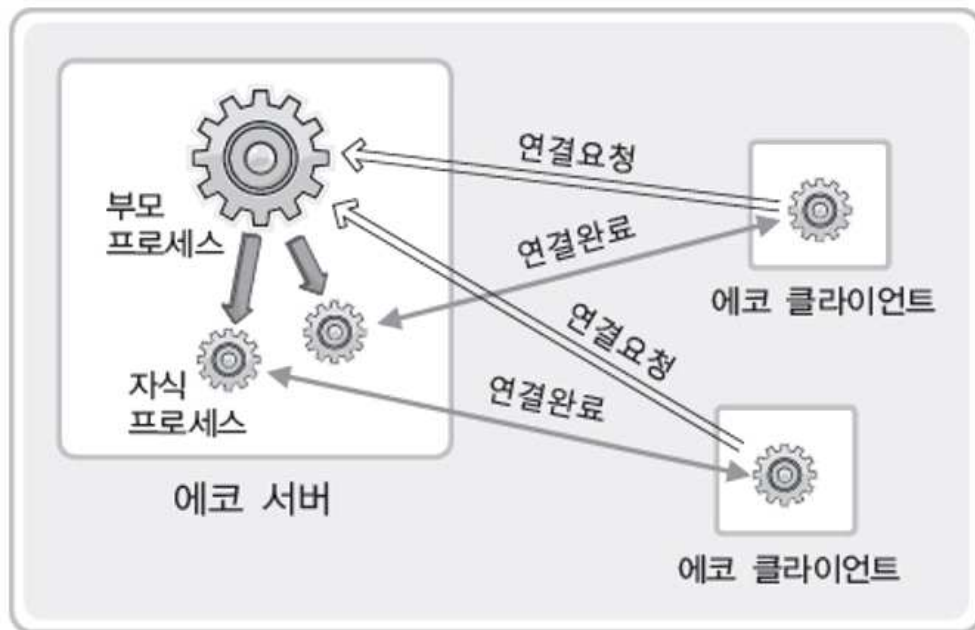 연결요청
부모
프로세스
연결완료
에코 클라이언트
연결요청
자식
프로세스
연결완료
에코 서버
에코 클라이언트